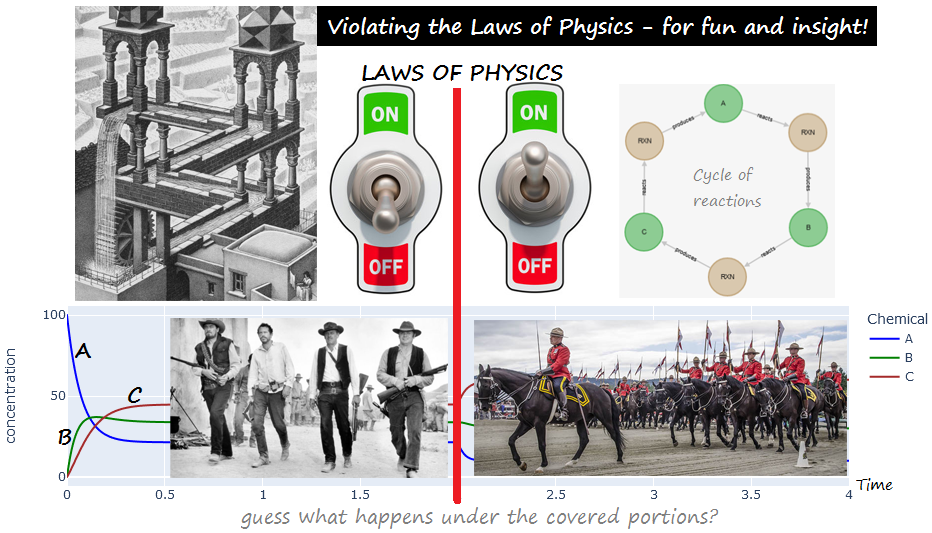 Violating the Laws of Physics - for fun and insight!
LAWS OF PHYSICS
ON
OFF
ON
OFF
A
reacts
RXN
produces
B
reacts
RXN
produces
C
reacts
RXN
produces
Cycle of
reactions
concentration
100
50
0
A
B
C
0
0.5
1
1.5
2.5
3
3.5
4
Time
Chemical
A
B
C
guess what happens under the covered portions?